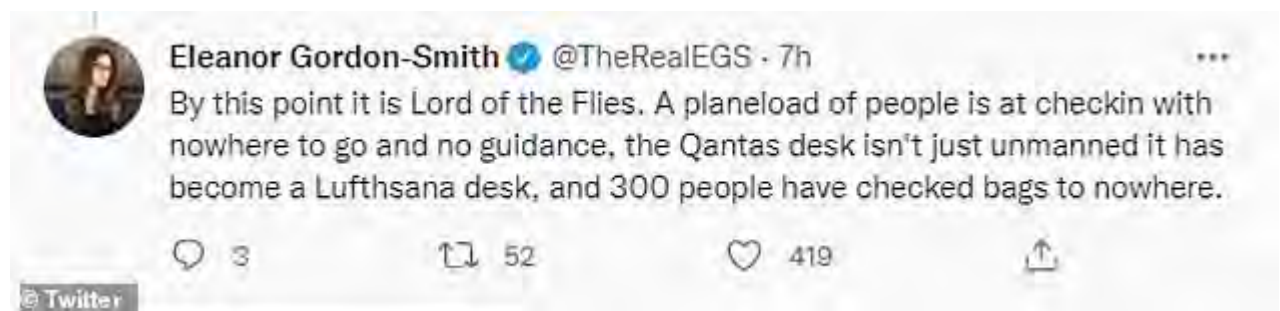 Eleanor Gordon-Smith @TheRealEGS · 7h
By this point it is Lord of the Flies. A planeload of people is at checkin with
nowhere to go and no guidance, the Qantas desk isn't just unmanned it has
become a Lufthsana desk, and 300 people have checked bags to nowhere.
3 52 419
© Twitter